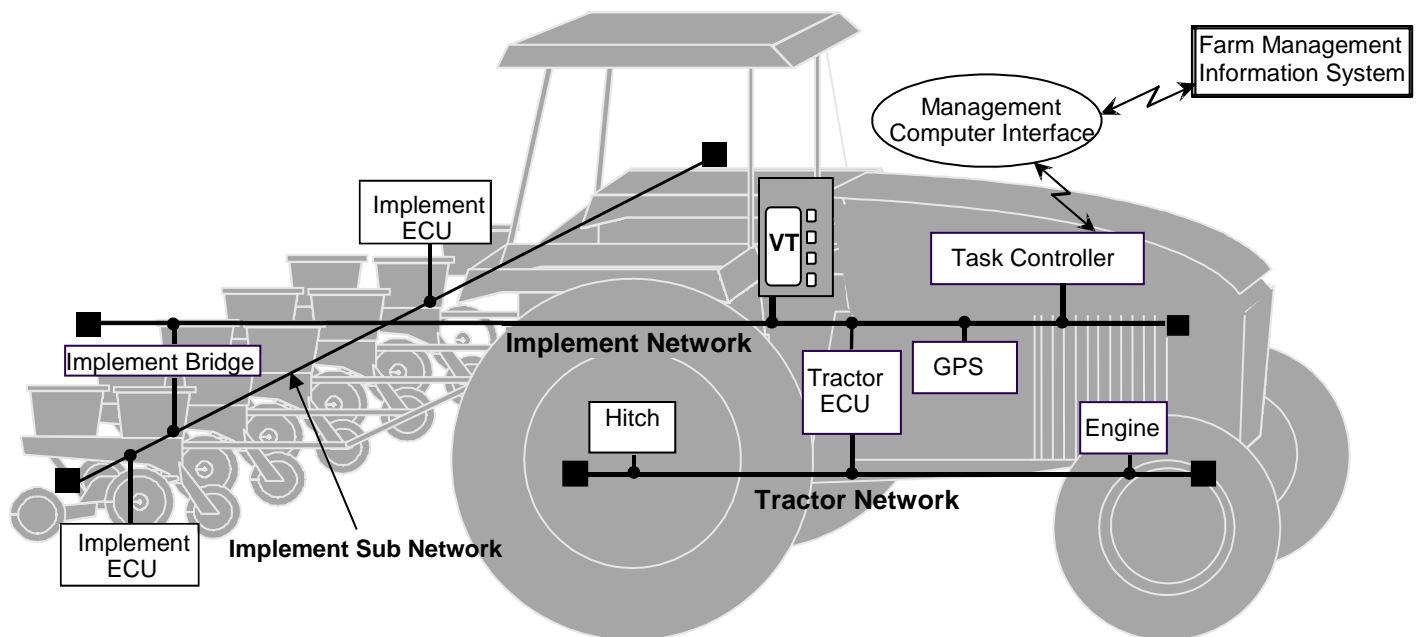 Farm Management
Information System
Management
Computer Interface
Implement
ECU
VT
Task Controller
Implement Network
Implement Bridge
Tractor
ECU
GPS
Hitch
Engine
Tractor Network
Implement
ECU
Implement Sub Network